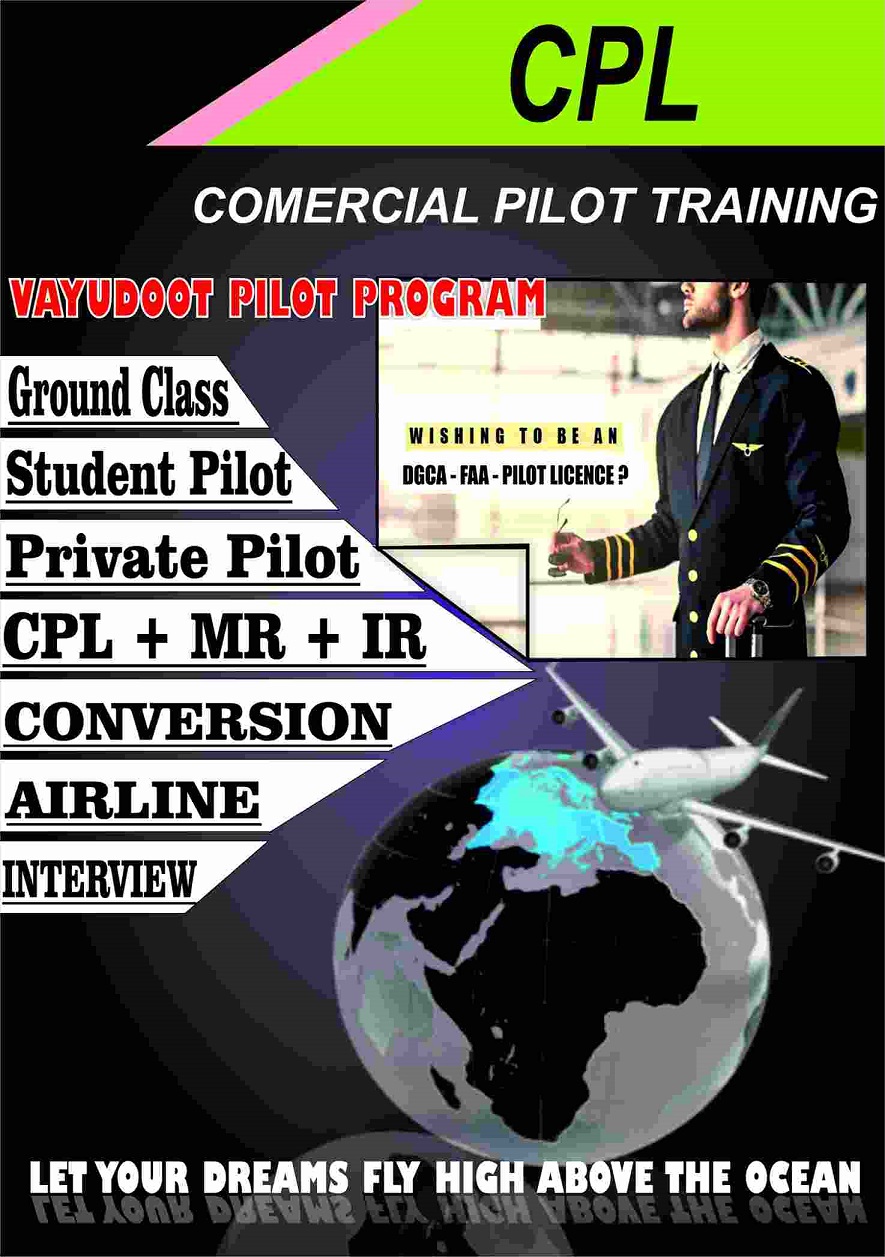 CPL
COMERCIAL PILOT TRAINING
VAYUDOOT PILOT PROGRAM
WISHING TO BE AN
DGCA - FAA - PILOT LICENCE ?
Ground Class
Student Pilot
Private Pilot
CPL + MR + IR
CONVERSION
AIRLINE
INTERVIEW
LET YOUR DREAMS FLY HIGH ABOVE THE OCEAN